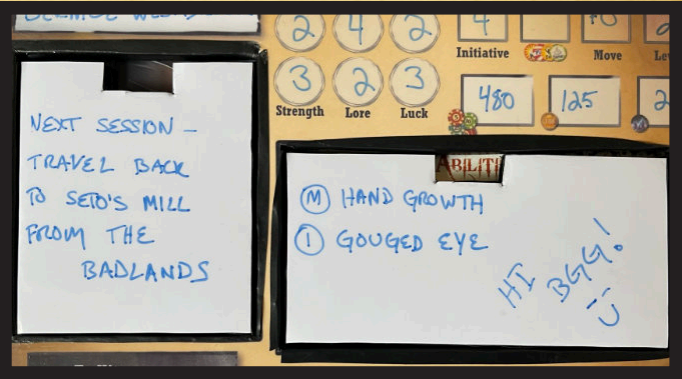 2 4 2
3 2 3
Strength Lore Luck
4
Initiative Move
480 125 2
NEXT SESSION –
TRAVEL BACK
TO SETO'S MILL
FROM THE
BADLANDS
ABILITI
Ⓜ HAND GROWTH
Ⓘ GOUGED EYE
HI BGG! :)